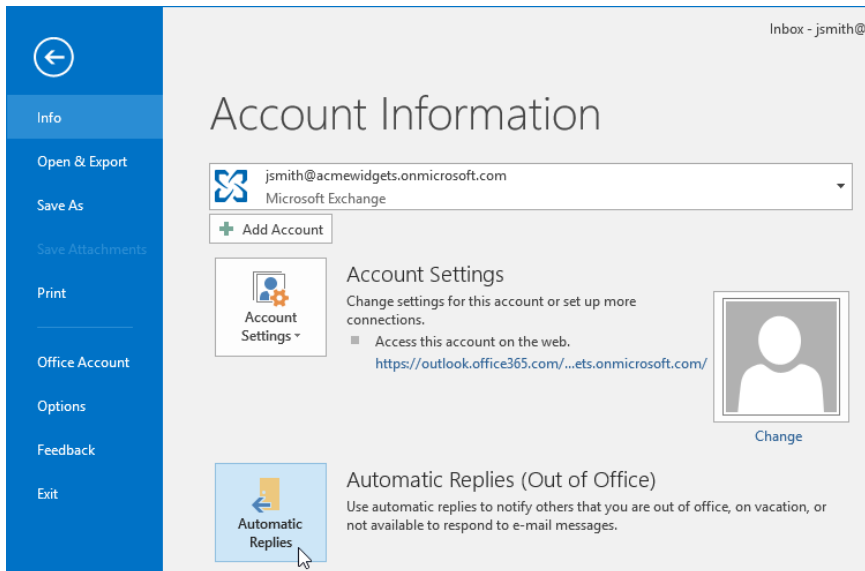 Inbox - jsmith@
Info
Open & Export
Save As
Save Attachments
Print
Office Account
Options
Feedback
Exit
Account Information
jsmith@acmewidgets.onmicrosoft.com
Microsoft Exchange
Add Account
Account
Settings
Account Settings
Change settings for this account or set up more
connections.
Access this account on the web.
https://outlook.office365.com/...ets.onmicrosoft.com/
Change
Automatic
Replies
Automatic Replies (Out of Office)
Use automatic replies to notify others that you are out of office, on vacation, or
not available to respond to e-mail messages.